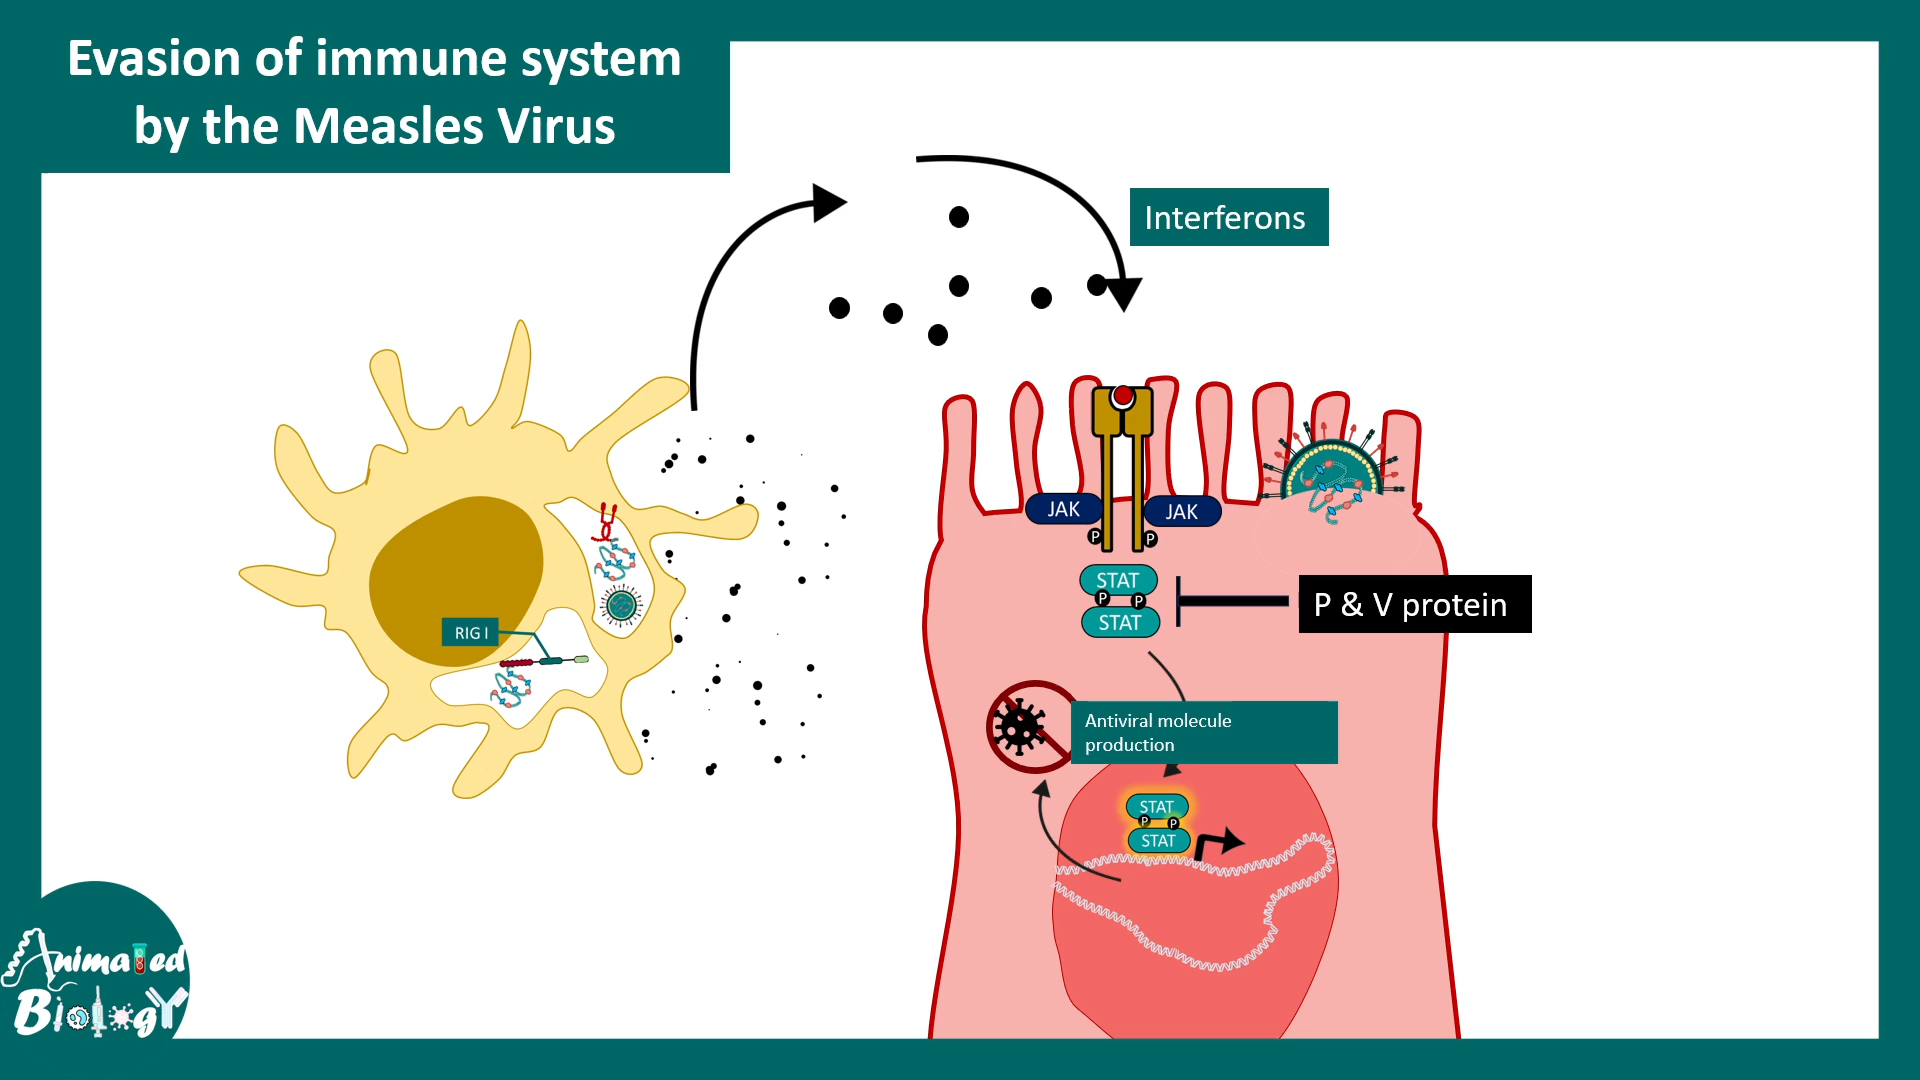 Evasion of immune system
by the Measles Virus
Interferons
JAK
JAK
P
P
STAT
P
P
STAT
P & V protein
RIG I
Antiviral molecule
production
STAT
P
P
STAT
Animated
Biology